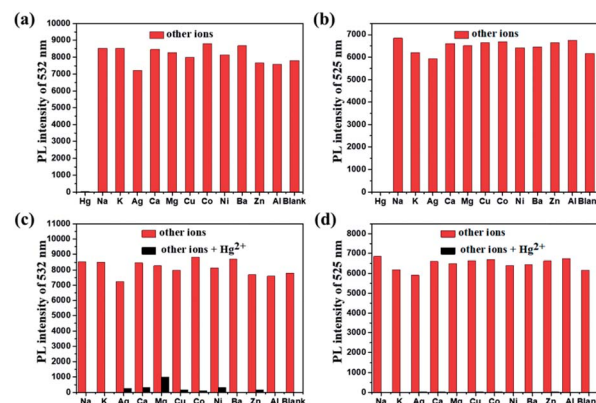 (a)
PL intensity of 532 nm
10000
9000
8000
7000
6000
5000
4000
3000
2000
1000
0
other ions
Hg Na K Ag Ca Mg Cu Co Ni Ba Zn Al Blank
(b)
PL intensity of 525 nm
7000
6000
5000
4000
3000
2000
1000
0
other ions
Hg Na K Ag Ca Mg Cu Co Ni Ba Zn Al Blank
(c)
PL intensity of 532 nm
11000
10000
9000
8000
7000
6000
5000
4000
3000
2000
1000
0
other ions
other ions + Hg2+
Na K Ag Ca Mg Cu Co Ni Ba Zn Al Blank
(d)
PL intensity of 525 nm
7000
6000
5000
4000
3000
2000
1000
0
other ions
other ions + Hg2+
Na K Ag Ca Mg Cu Co Ni Ba Zn Al Blank